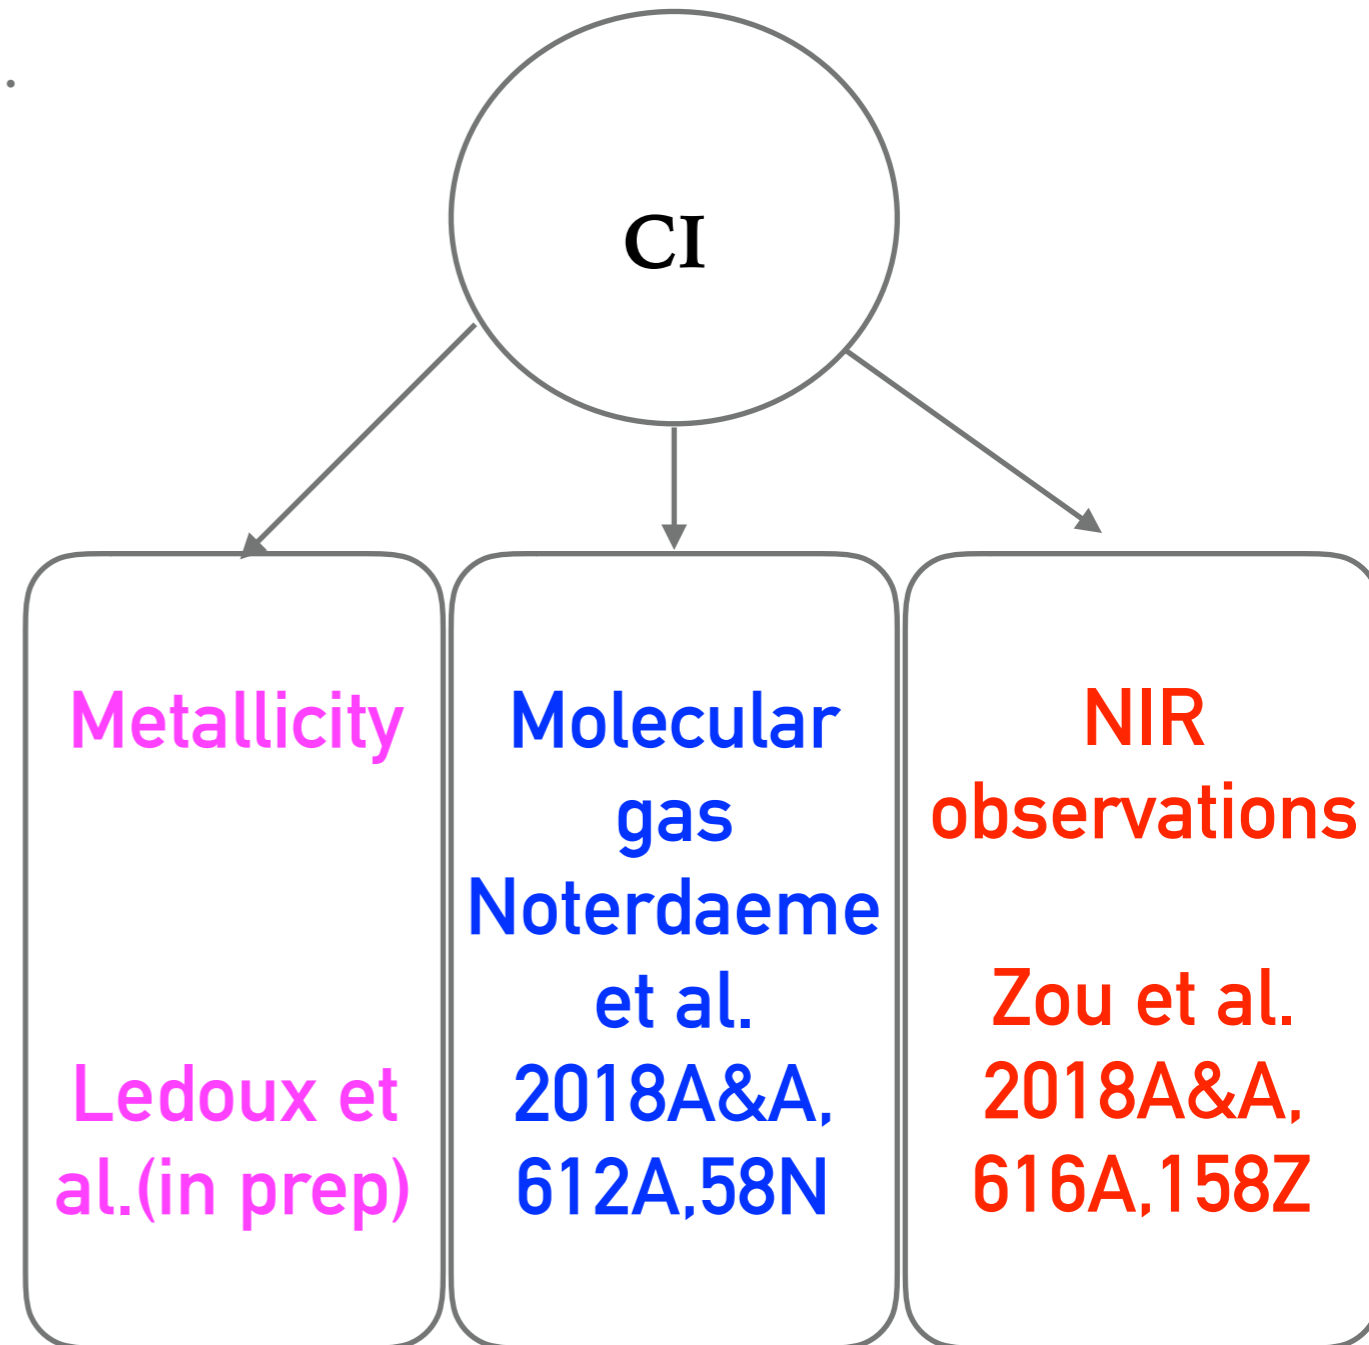 CI
Metallicity
Ledoux et
al.(in prep)
Molecular
gas
Noterdaeme
et al.
2018A&A,
612A,58N
NIR
observations
Zou et al.
2018A&A,
616A,158Z